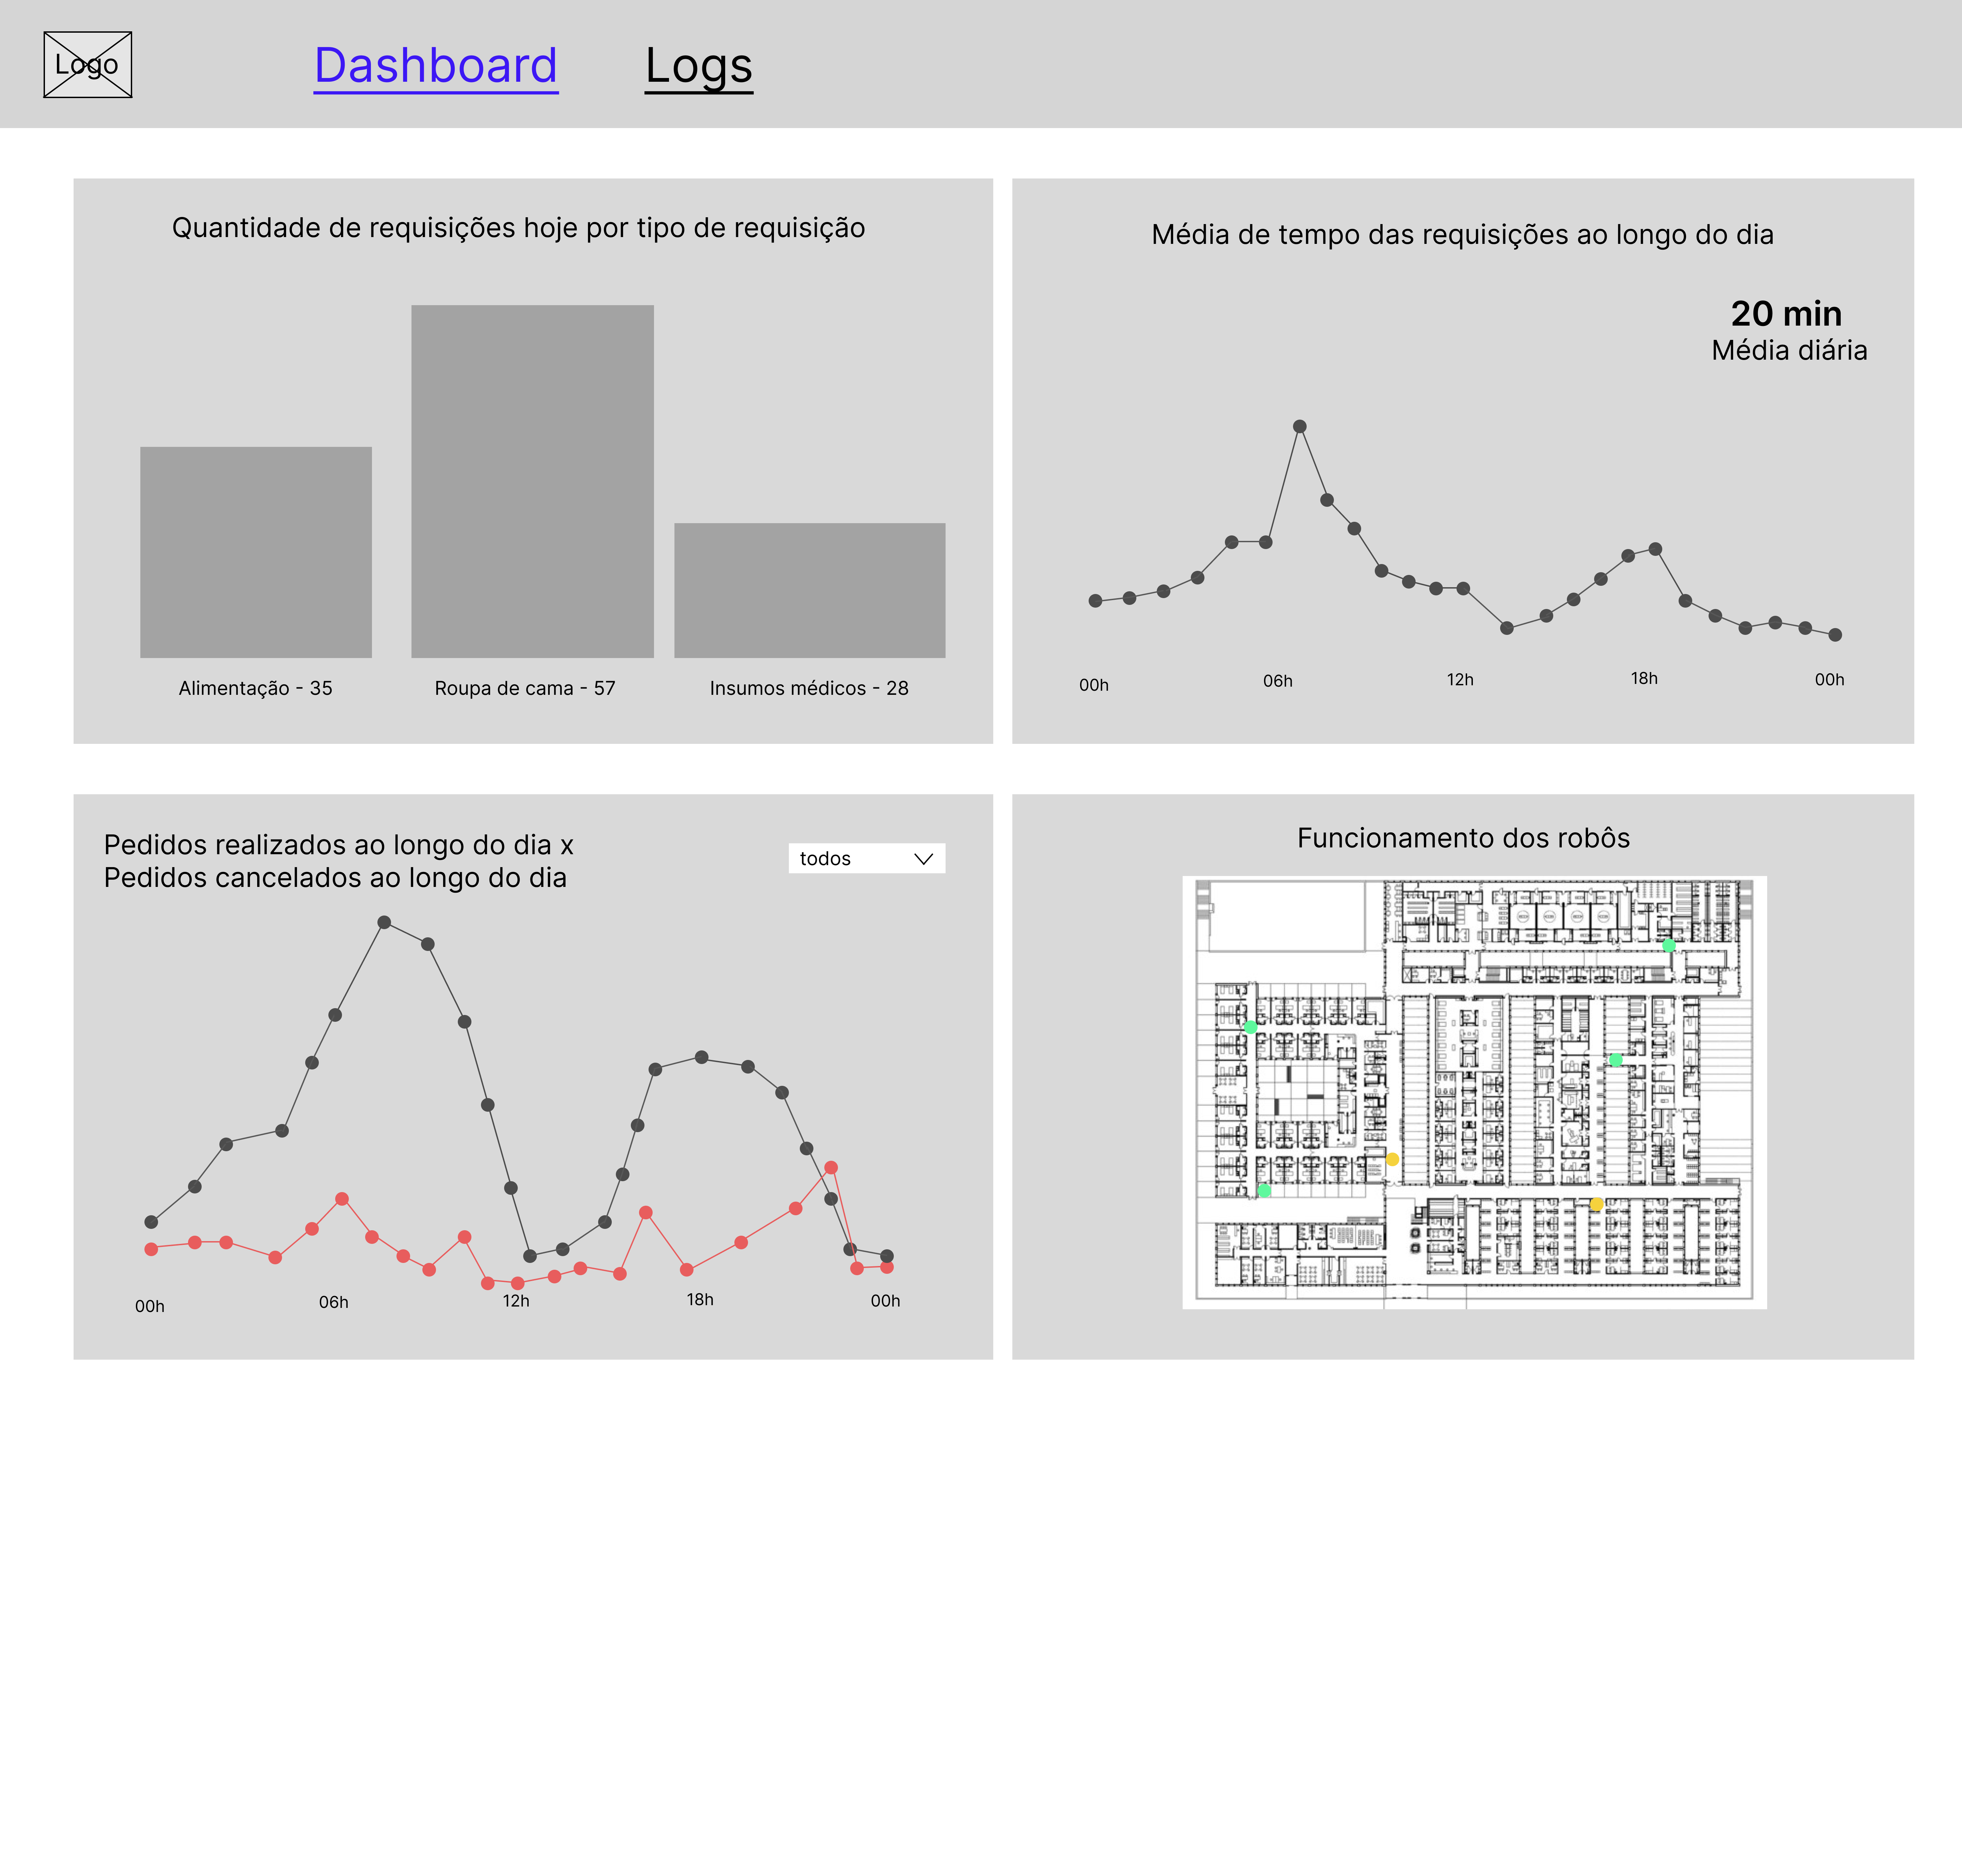 Logo
Dashboard
Logs
Quantidade de requisições hoje por tipo de requisição
Alimentação - 35
Roupa de cama - 57
Insumos médicos - 28
Média de tempo das requisições ao longo do dia
20 min
Média diária
00h
06h
12h
18h
00h
Pedidos realizados ao longo do dia x
Pedidos cancelados ao longo do dia
todos
00h
06h
12h
18h
00h
Funcionamento dos robôs